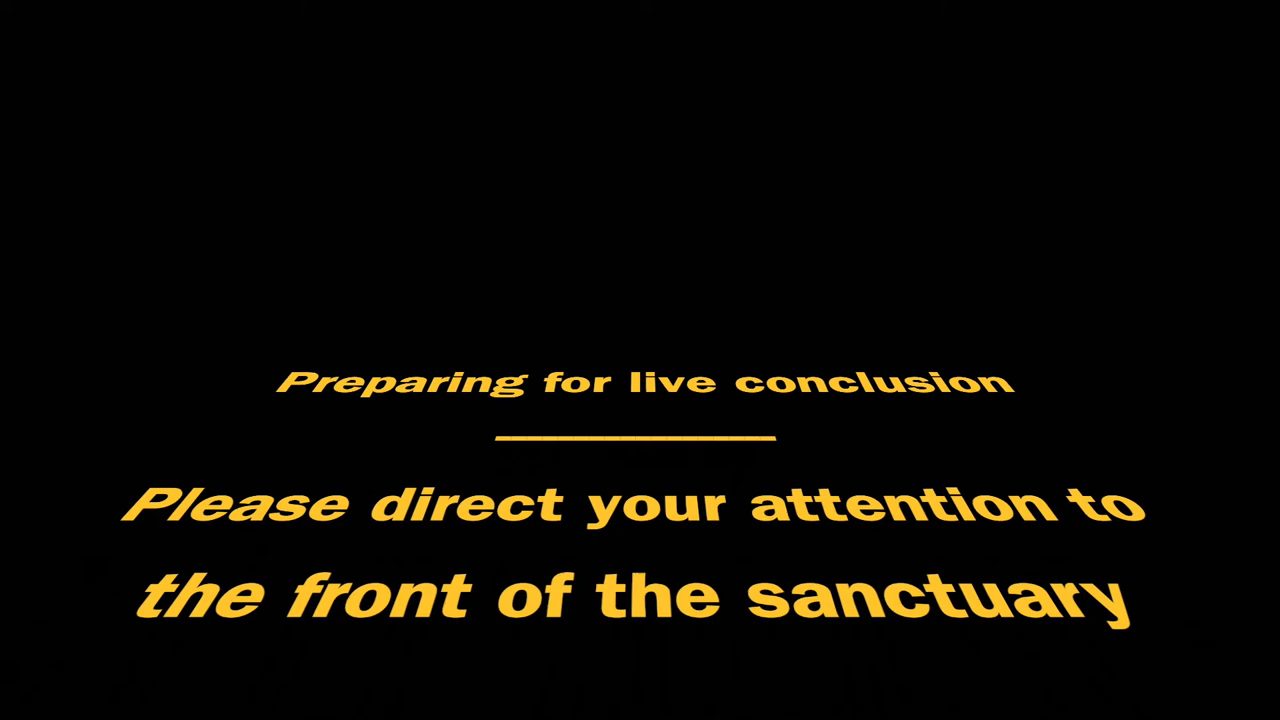 Preparing for live conclusion
Please direct your attention to
the front of the sanctuary